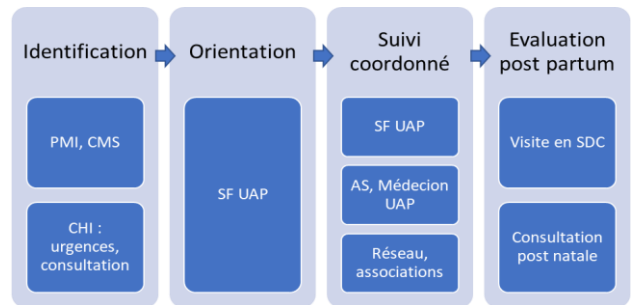 Identification
PMI, CMS
CHI :
urgences,
consultation
Orientation
SF UAP
Suivi
coordonné
SF UAP
AS, Médecion
UAP
Réseau,
associations
Evaluation
post partum
Visite en SDC
Consultation
post natale